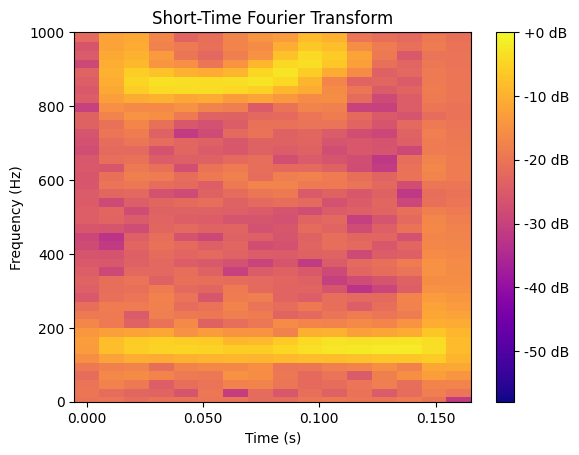 Short-Time Fourier Transform
1000
800
600
400
200
0
Frequency (Hz)
0.000
0.050
0.100
0.150
Time (s)
+0 dB
-10 dB
-20 dB
-30 dB
-40 dB
-50 dB